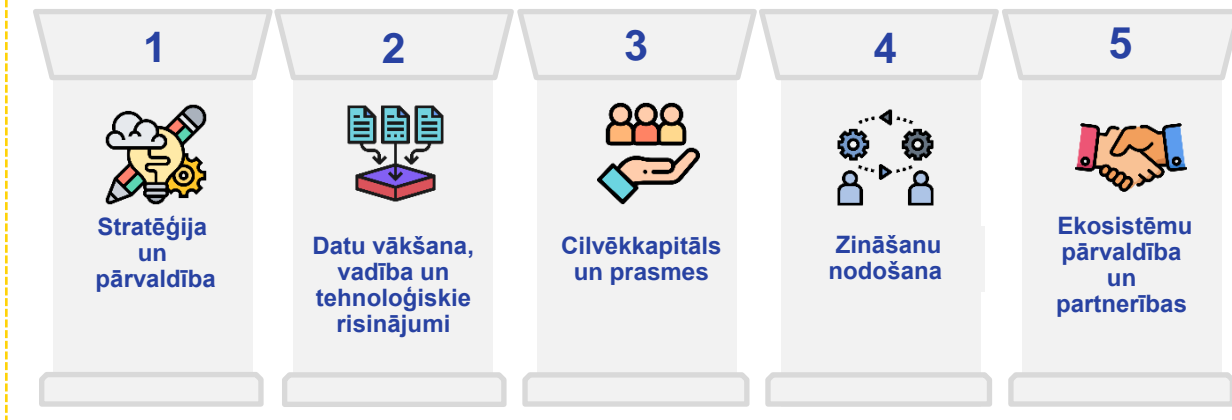 1
Stratēģija
un
pārvaldība
2
Datu vākšana,
vadība un
tehnoloģiskie
risinājumi
3
Cilvēkkapitāls
un prasmes
4
Zināšanu
nodošana
5
Ekosistēmu
pārvaldība
un
partnerības